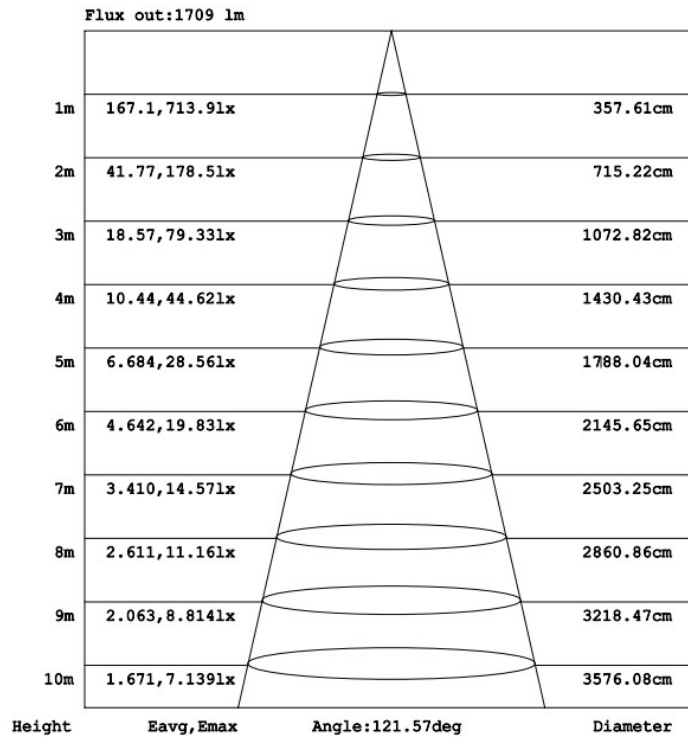 Flux out:1709 lm
1m 167.1,713.9lx 357.61cm
2m 41.77,178.5lx 715.22cm
3m 18.57,79.33lx 1072.82cm
4m 10.44,44.62lx 1430.43cm
5m 6.684,28.56lx 1788.04cm
6m 4.642,19.83lx 2145.65cm
7m 3.410,14.57lx 2503.25cm
8m 2.611,11.16lx 2860.86cm
9m 2.063,8.814lx 3218.47cm
10m 1.671,7.139lx 3576.08cm
Height Eavg,Emax Angle:121.57deg Diameter